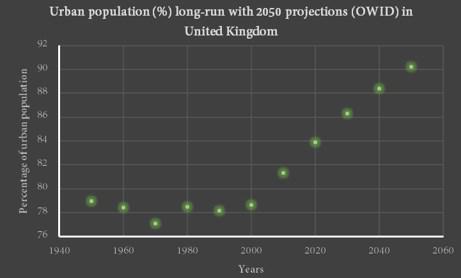 Urban population (%) long-run with 2050 projections (OWID) in
United Kingdom
Percentage of urban population
92
90
88
86
84
82
80
78
76
1940 1960 1980 2000 2020 2040 2060
Years